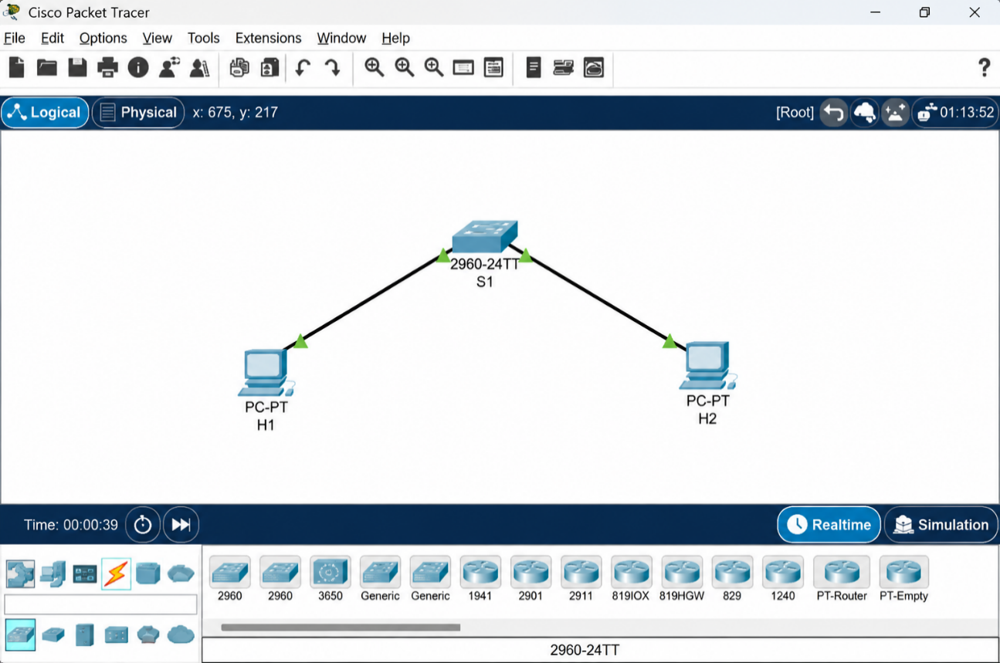 Cisco Packet Tracer
File Edit Options View Tools Extensions Window Help
?
Logical Physical x: 675, y: 217 [Root] 01:13:52
2960-24TT
S1
PC-PT
H1
PC-PT
H2
Time: 00:00:39 Realtime Simulation
2960 2960 3650 Generic Generic 1941 2901 2911 819IOX 819HGW 829 1240 PT-Router PT-Empty
2960-24TT